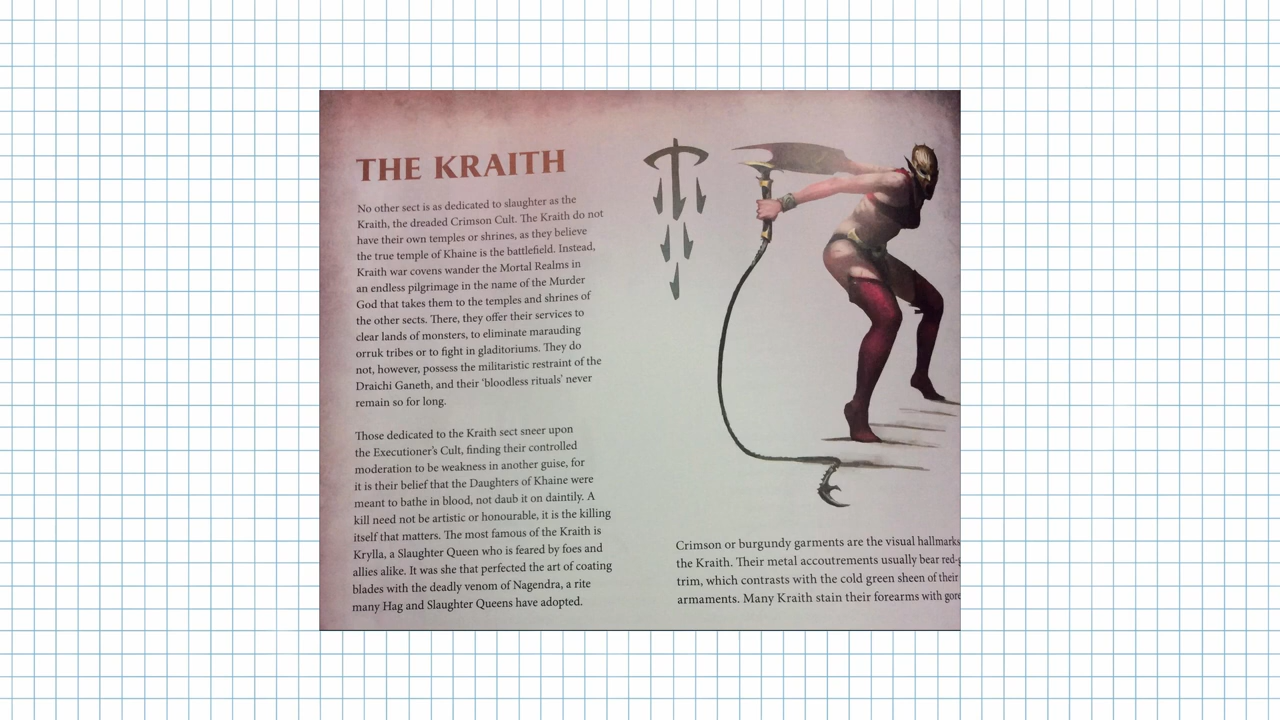 THE KRAITH
No other sect is as dedicated to slaughter as the
Kraith, the dreaded Crimson Cult. The Kraith do not
have their own temples or shrines, as they believe
the true temple of Khaine is the battlefield. Instead,
Kraith war covens wander the Mortal Realms in
an endless pilgrimage in the name of the Murder
God that takes them to the temples and shrines of
the other sects. There, they offer their services to
clear lands of monsters, to eliminate marauding
orruk tribes or to fight in gladitoriums. They do
not, however, possess the militaristic restraint of the
Draichi Ganeth, and their ‘bloodless rituals’ never
remain so for long.
Those dedicated to the Kraith sect sneer upon
the Executioner’s Cult, finding their controlled
moderation to be weakness in another guise, for
it is their belief that the Daughters of Khaine were
meant to bathe in blood, not daub it on daintily. A
kill need not be artistic or honourable, it is the killing
itself that matters. The most famous of the Kraith is
Krylla, a Slaughter Queen who is feared by foes and
allies alike. It was she that perfected the art of coating
blades with the deadly venom of Nagendra, a rite
many Hag and Slaughter Queens have adopted.
Crimson or burgundy garments are the visual hallmarks
the Kraith. Their metal accoutrements usually bear red-
trim, which contrasts with the cold green sheen of their
armaments. Many Kraith stain their forearms with gore